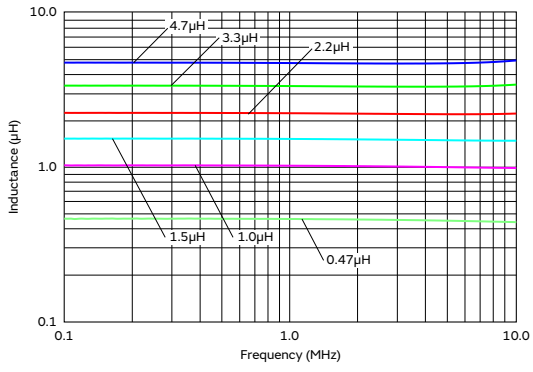 10.0
4.7μH
3.3μH
2.2μH
Inductance (μH)
1.0
1.5μH
1.0μH
0.47μH
0.1
0.1
1.0
10.0
Frequency (MHz)